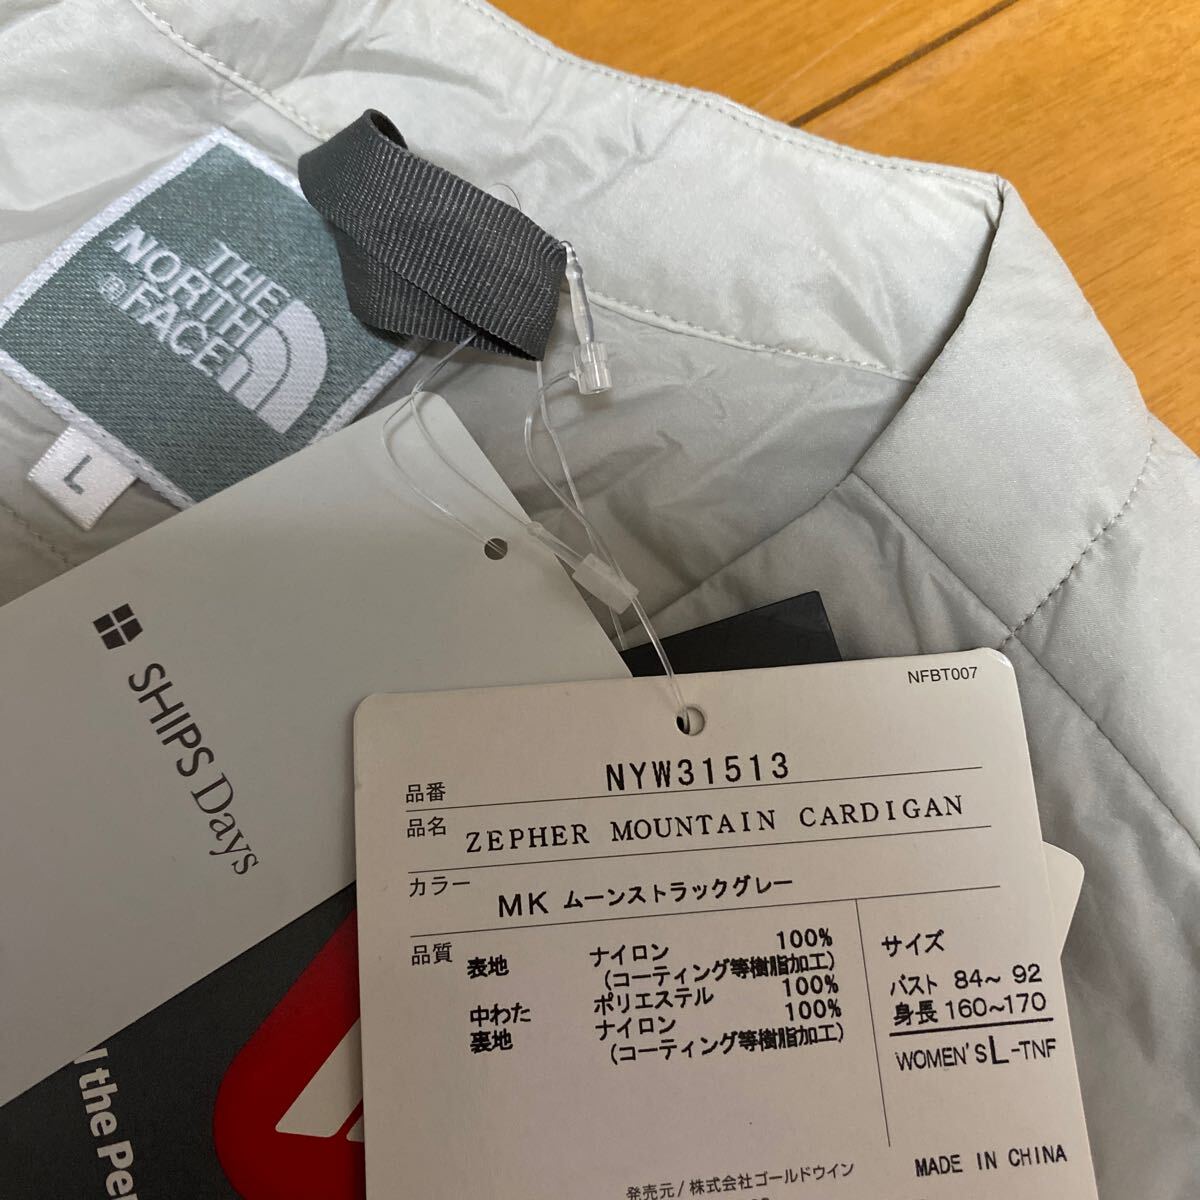 THE
NORTH
FACE
®
L
SHIPS Days
NFBT007
品番 NYW31513
品名 ZEPHER MOUNTAIN CARDIGAN
カラー MK ムーンストラックグレー
品質 表地 ナイロン 100%
(コーティング等樹脂加工)
中わた ポリエステル 100%
裏地 ナイロン 100%
(コーティング等樹脂加工)
サイズ
バスト 84~ 92
身長 160~170
WOMEN'S L-TNF
MADE IN CHINA
発売元/株式会社ゴールドウイン
the